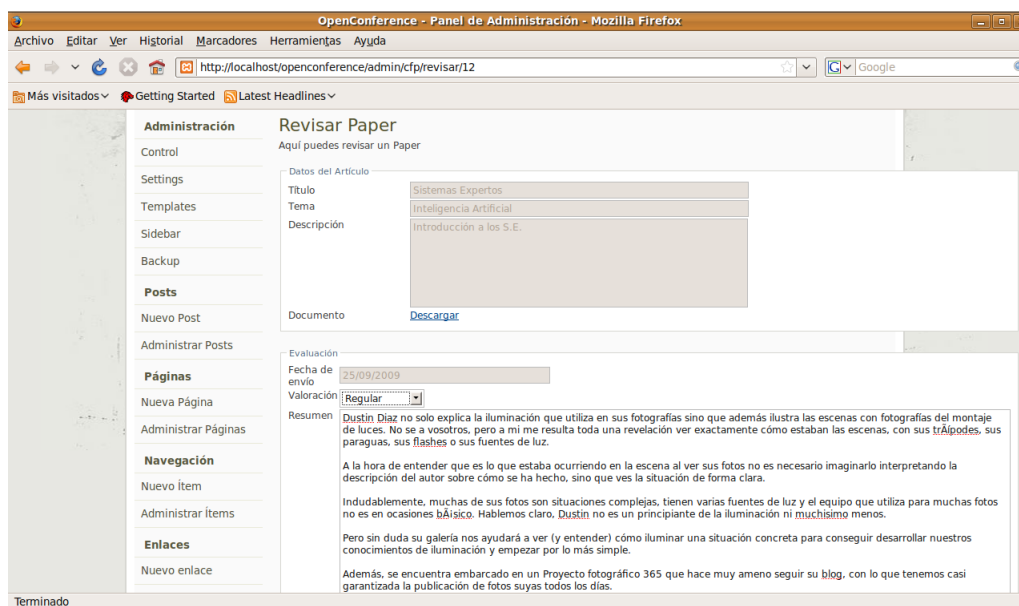 OpenConference - Panel de Administración - Mozilla Firefox
Archivo Editar Ver Historial Marcadores Herramientas Ayuda
http://localhost/openconference/admin/cfp/revisar/12
Google
Más visitados Getting Started Latest Headlines
Administración
Control
Settings
Templates
Sidebar
Backup
Posts
Nuevo Post
Administrar Posts
Páginas
Nueva Página
Administrar Páginas
Navegación
Nuevo Ítem
Administrar Ítems
Enlaces
Nuevo enlace
Revisar Paper
Aquí puedes revisar un Paper
Datos del Artículo
Título Sistemas Expertos
Tema Inteligencia Artificial
Descripción Introducción a los S.E.
Documento Descargar
Evaluación
Fecha de
envío 25/09/2009
Valoración Regular
Resumen Dustin Diaz no solo explica la iluminación que utiliza en sus fotografías sino que además ilustra las escenas con fotografías del montaje
de luces. No se a vosotros, pero a mi me resulta toda una revelación ver exactamente cómo estaban las escenas, con sus trÃípodes, sus
paraguas, sus flashes o sus fuentes de luz.
A la hora de entender que es lo que estaba ocurriendo en la escena al ver sus fotos no es necesario imaginarlo interpretando la
descripción del autor sobre cómo se ha hecho, sino que ves la situación de forma clara.
Indudablemente, muchas de sus fotos son situaciones complejas, tienen varias fuentes de luz y el equipo que utiliza para muchas fotos
no es en ocasiones bÃ¡sico. Hablemos claro, Dustin no es un principiante de la iluminación ni muchisimo menos.
Pero sin duda su galería nos ayudará a ver (y entender) cómo iluminar una situación concreta para conseguir desarrollar nuestros
conocimientos de iluminación y empezar por lo más simple.
Además, se encuentra embarcado en un Proyecto fotográfico 365 que hace muy ameno seguir su blog, con lo que tenemos casi
garantizada la publicación de fotos suyas todos los días.
Terminado